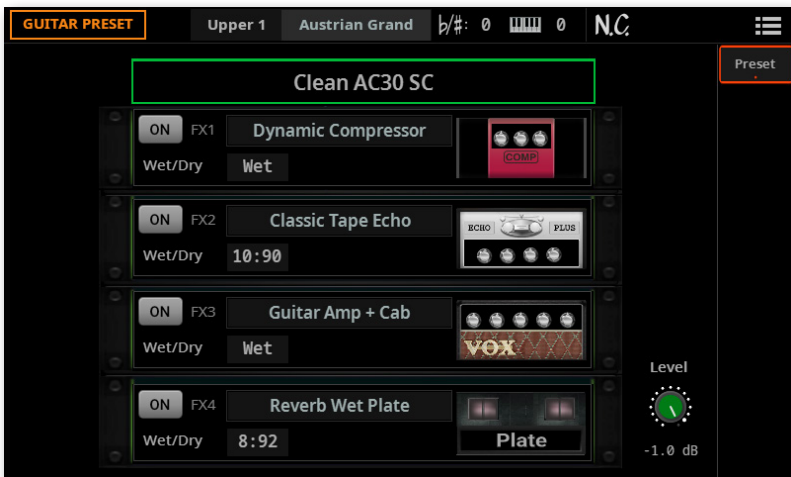 GUITAR PRESET Upper 1 Austrian Grand ♭/#: 0 0 N.C.
Preset
Clean AC30 SC
ON FX1 Dynamic Compressor
COMP
Wet/Dry Wet
ON FX2 Classic Tape Echo
ECHO PLUS
Wet/Dry 10:90
ON FX3 Guitar Amp + Cab
Wet/Dry Wet
VOX
Level
ON FX4 Reverb Wet Plate
Wet/Dry 8:92
Plate
-1.0 dB